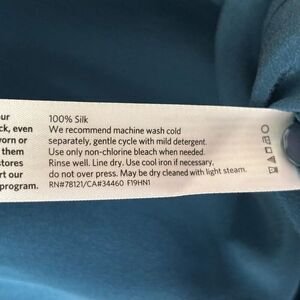 ur
ck, even
vorn or
them
stores
rt our
program.
100% Silk
We recommend machine wash cold
separately, gentle cycle with mild detergent.
Use only non-chlorine bleach when needed.
Rinse well. Line dry. Use cool iron if necessary,
do not over press. May be dry cleaned with light steam.
RN#78121/CA#34460 F19HN1